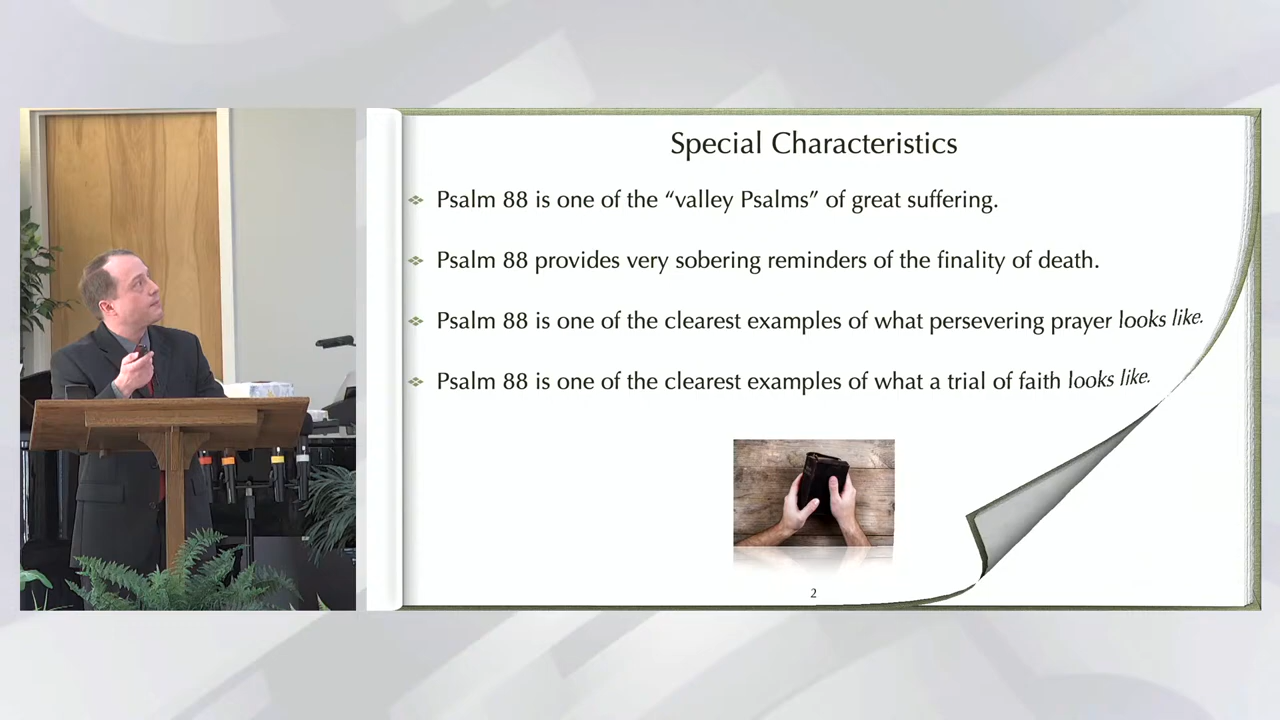 Special Characteristics
Psalm 88 is one of the “valley Psalms” of great suffering.
Psalm 88 provides very sobering reminders of the finality of death.
Psalm 88 is one of the clearest examples of what persevering prayer looks like.
Psalm 88 is one of the clearest examples of what a trial of faith looks like.
2